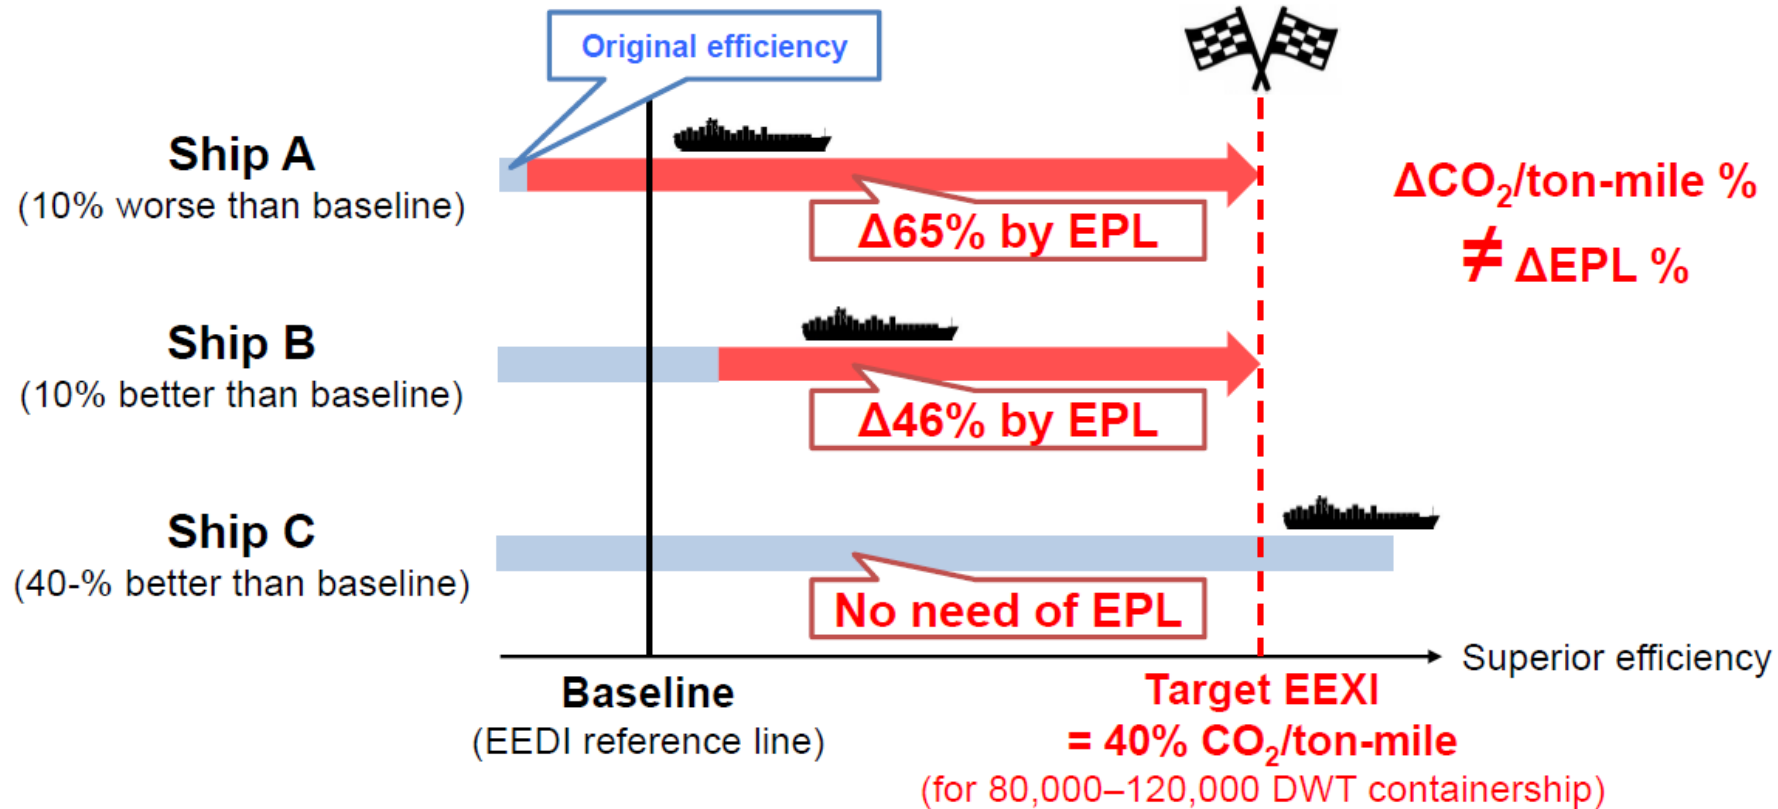 Original efficiency
Ship A
(10% worse than baseline)
Δ65% by EPL
ΔCO₂/ton-mile %
≠ ΔEPL %
Ship B
(10% better than baseline)
Δ46% by EPL
Ship C
(40-% better than baseline)
No need of EPL
Superior efficiency
Baseline
(EEDI reference line)
Target EEXI
= 40% CO₂/ton-mile
(for 80,000–120,000 DWT containership)